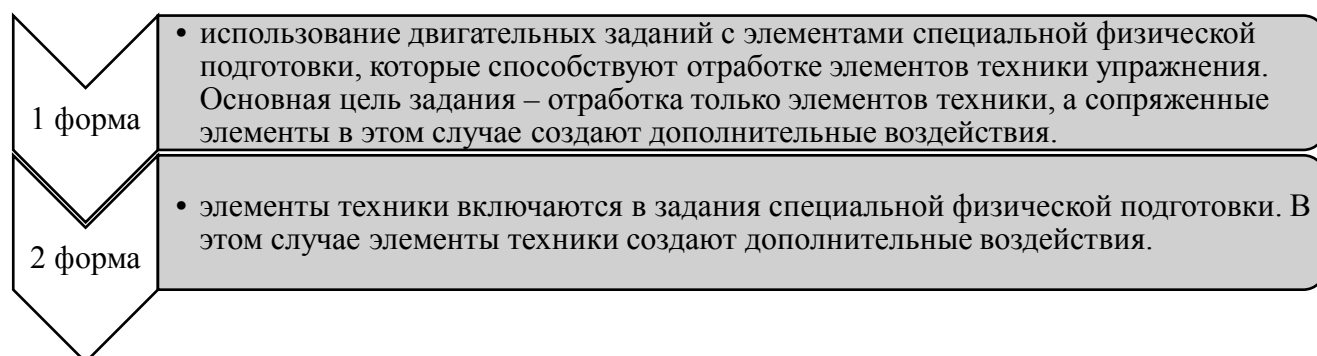 1 форма
• использование двигательных заданий с элементами специальной физической
подготовки, которые способствуют отработке элементов техники упражнения.
Основная цель задания – отработка только элементов техники, а сопряженные
элементы в этом случае создают дополнительные воздействия.
2 форма
• элементы техники включаются в задания специальной физической подготовки. В
этом случае элементы техники создают дополнительные воздействия.